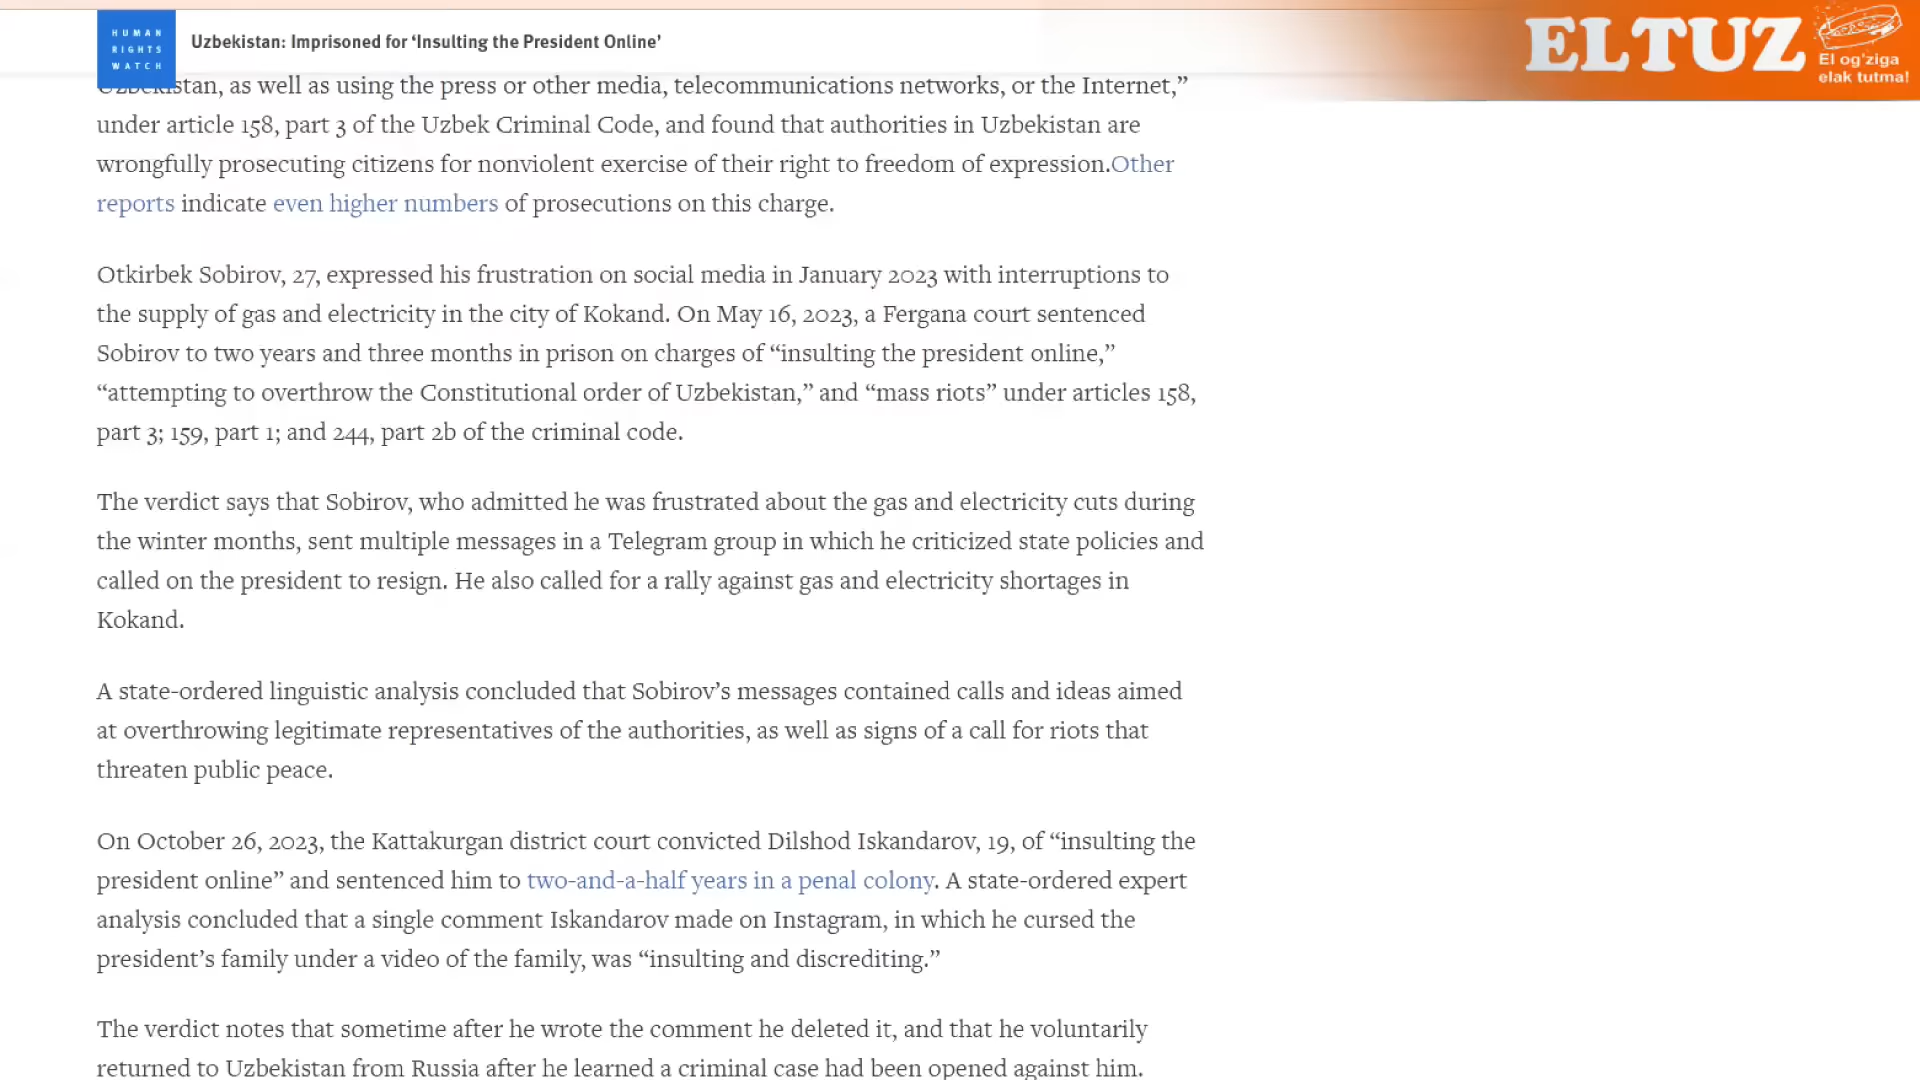 HUMAN
RIGHTS
WATCH
Uzbekistan: Imprisoned for ‘Insulting the President Online’
ELTUZ
El og'ziga
elak tutma!
Uzbekistan, as well as using the press or other media, telecommunications networks, or the Internet,”
under article 158, part 3 of the Uzbek Criminal Code, and found that authorities in Uzbekistan are
wrongfully prosecuting citizens for nonviolent exercise of their right to freedom of expression.Other
reports indicate even higher numbers of prosecutions on this charge.
Otkirbek Sobirov, 27, expressed his frustration on social media in January 2023 with interruptions to
the supply of gas and electricity in the city of Kokand. On May 16, 2023, a Fergana court sentenced
Sobirov to two years and three months in prison on charges of “insulting the president online,”
“attempting to overthrow the Constitutional order of Uzbekistan,” and “mass riots” under articles 158,
part 3; 159, part 1; and 244, part 2b of the criminal code.
The verdict says that Sobirov, who admitted he was frustrated about the gas and electricity cuts during
the winter months, sent multiple messages in a Telegram group in which he criticized state policies and
called on the president to resign. He also called for a rally against gas and electricity shortages in
Kokand.
A state-ordered linguistic analysis concluded that Sobirov’s messages contained calls and ideas aimed
at overthrowing legitimate representatives of the authorities, as well as signs of a call for riots that
threaten public peace.
On October 26, 2023, the Kattakurgan district court convicted Dilshod Iskandarov, 19, of “insulting the
president online” and sentenced him to two-and-a-half years in a penal colony. A state-ordered expert
analysis concluded that a single comment Iskandarov made on Instagram, in which he cursed the
president’s family under a video of the family, was “insulting and discrediting.”
The verdict notes that sometime after he wrote the comment he deleted it, and that he voluntarily
returned to Uzbekistan from Russia after he learned a criminal case had been opened against him.